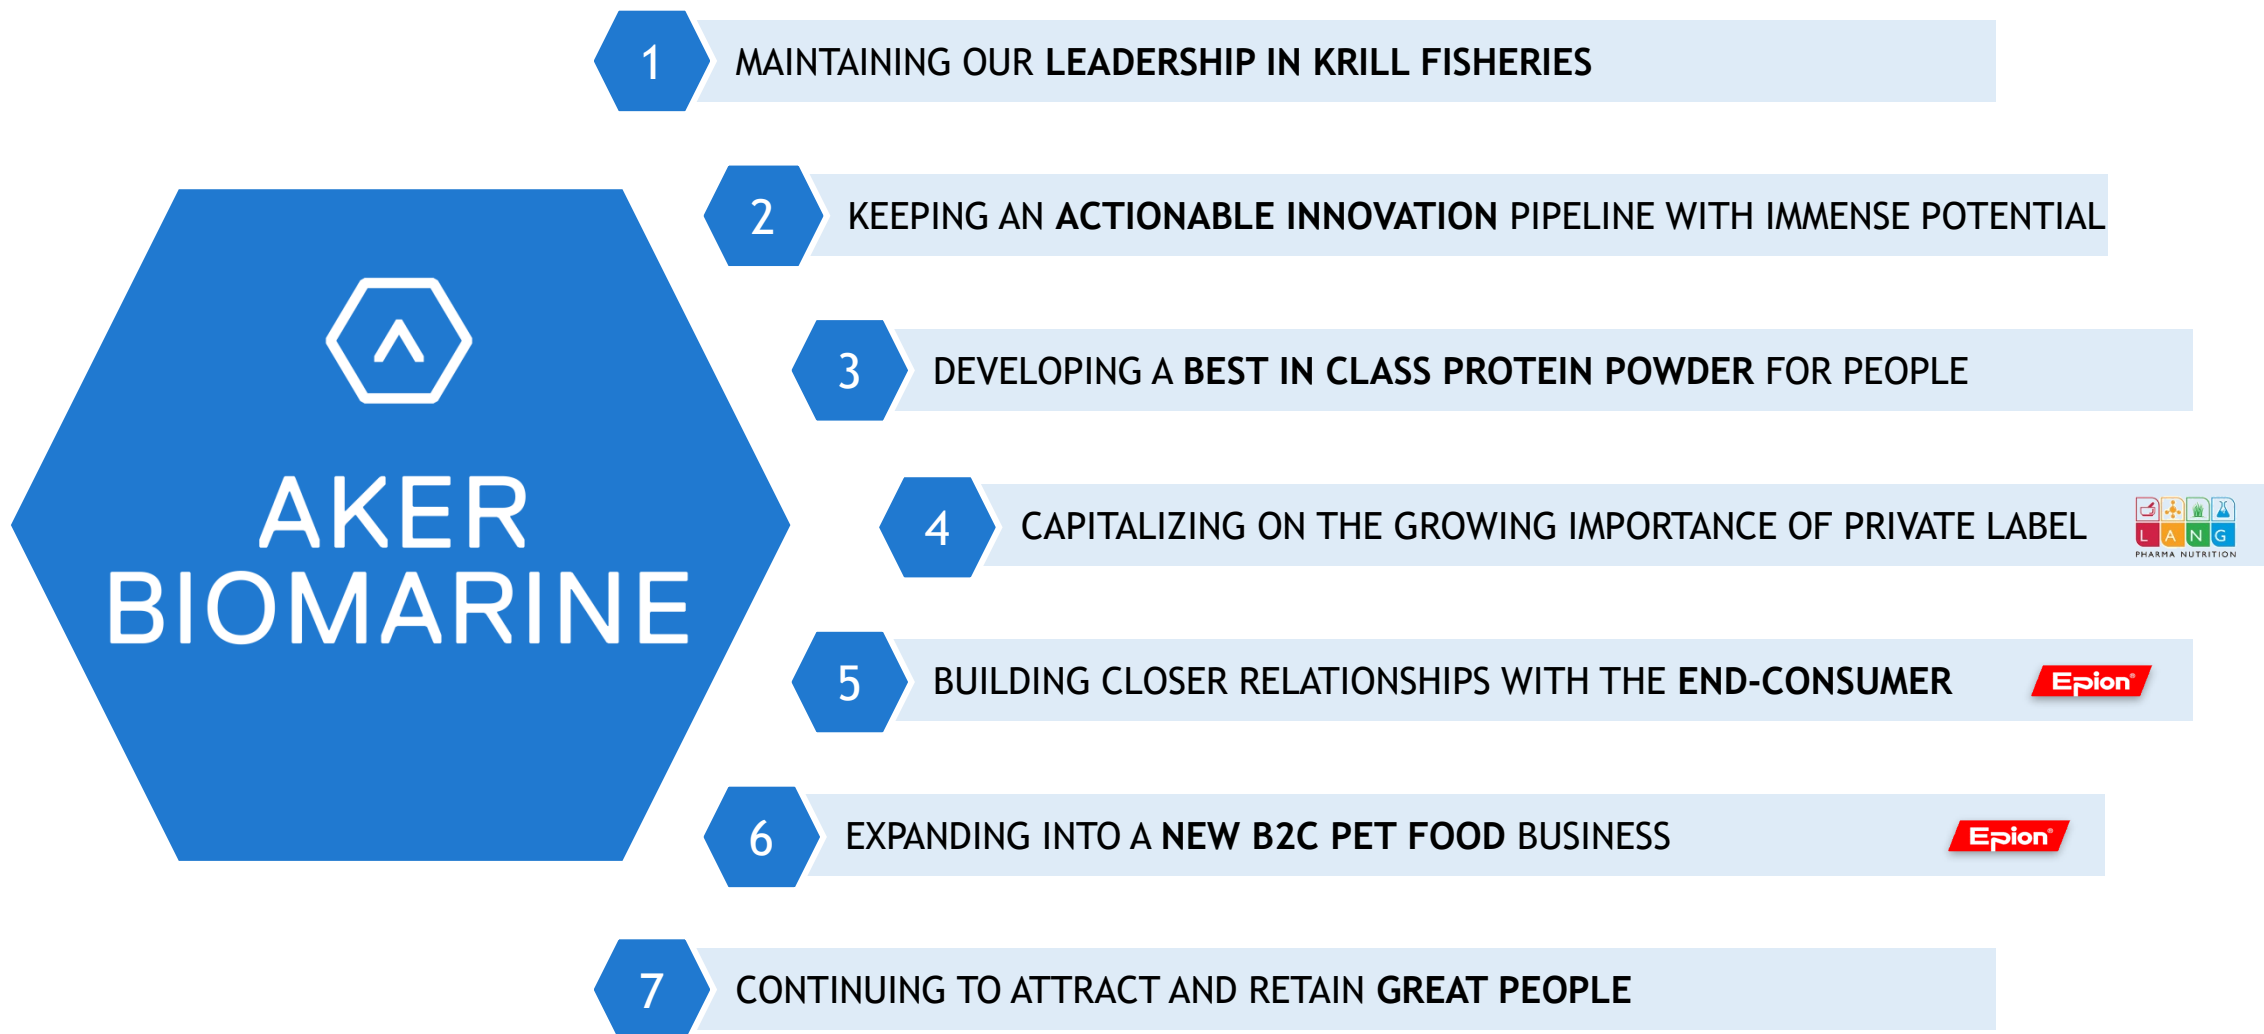 AKER
BIOMARINE
1
MAINTAINING OUR LEADERSHIP IN KRILL FISHERIES
2
KEEPING AN ACTIONABLE INNOVATION PIPELINE WITH IMMENSE POTENTIAL
3
DEVELOPING A BEST IN CLASS PROTEIN POWDER FOR PEOPLE
4
CAPITALIZING ON THE GROWING IMPORTANCE OF PRIVATE LABEL
LANG
PHARMA NUTRITION
5
BUILDING CLOSER RELATIONSHIPS WITH THE END-CONSUMER
Epion®
6
EXPANDING INTO A NEW B2C PET FOOD BUSINESS
Epion®
7
CONTINUING TO ATTRACT AND RETAIN GREAT PEOPLE